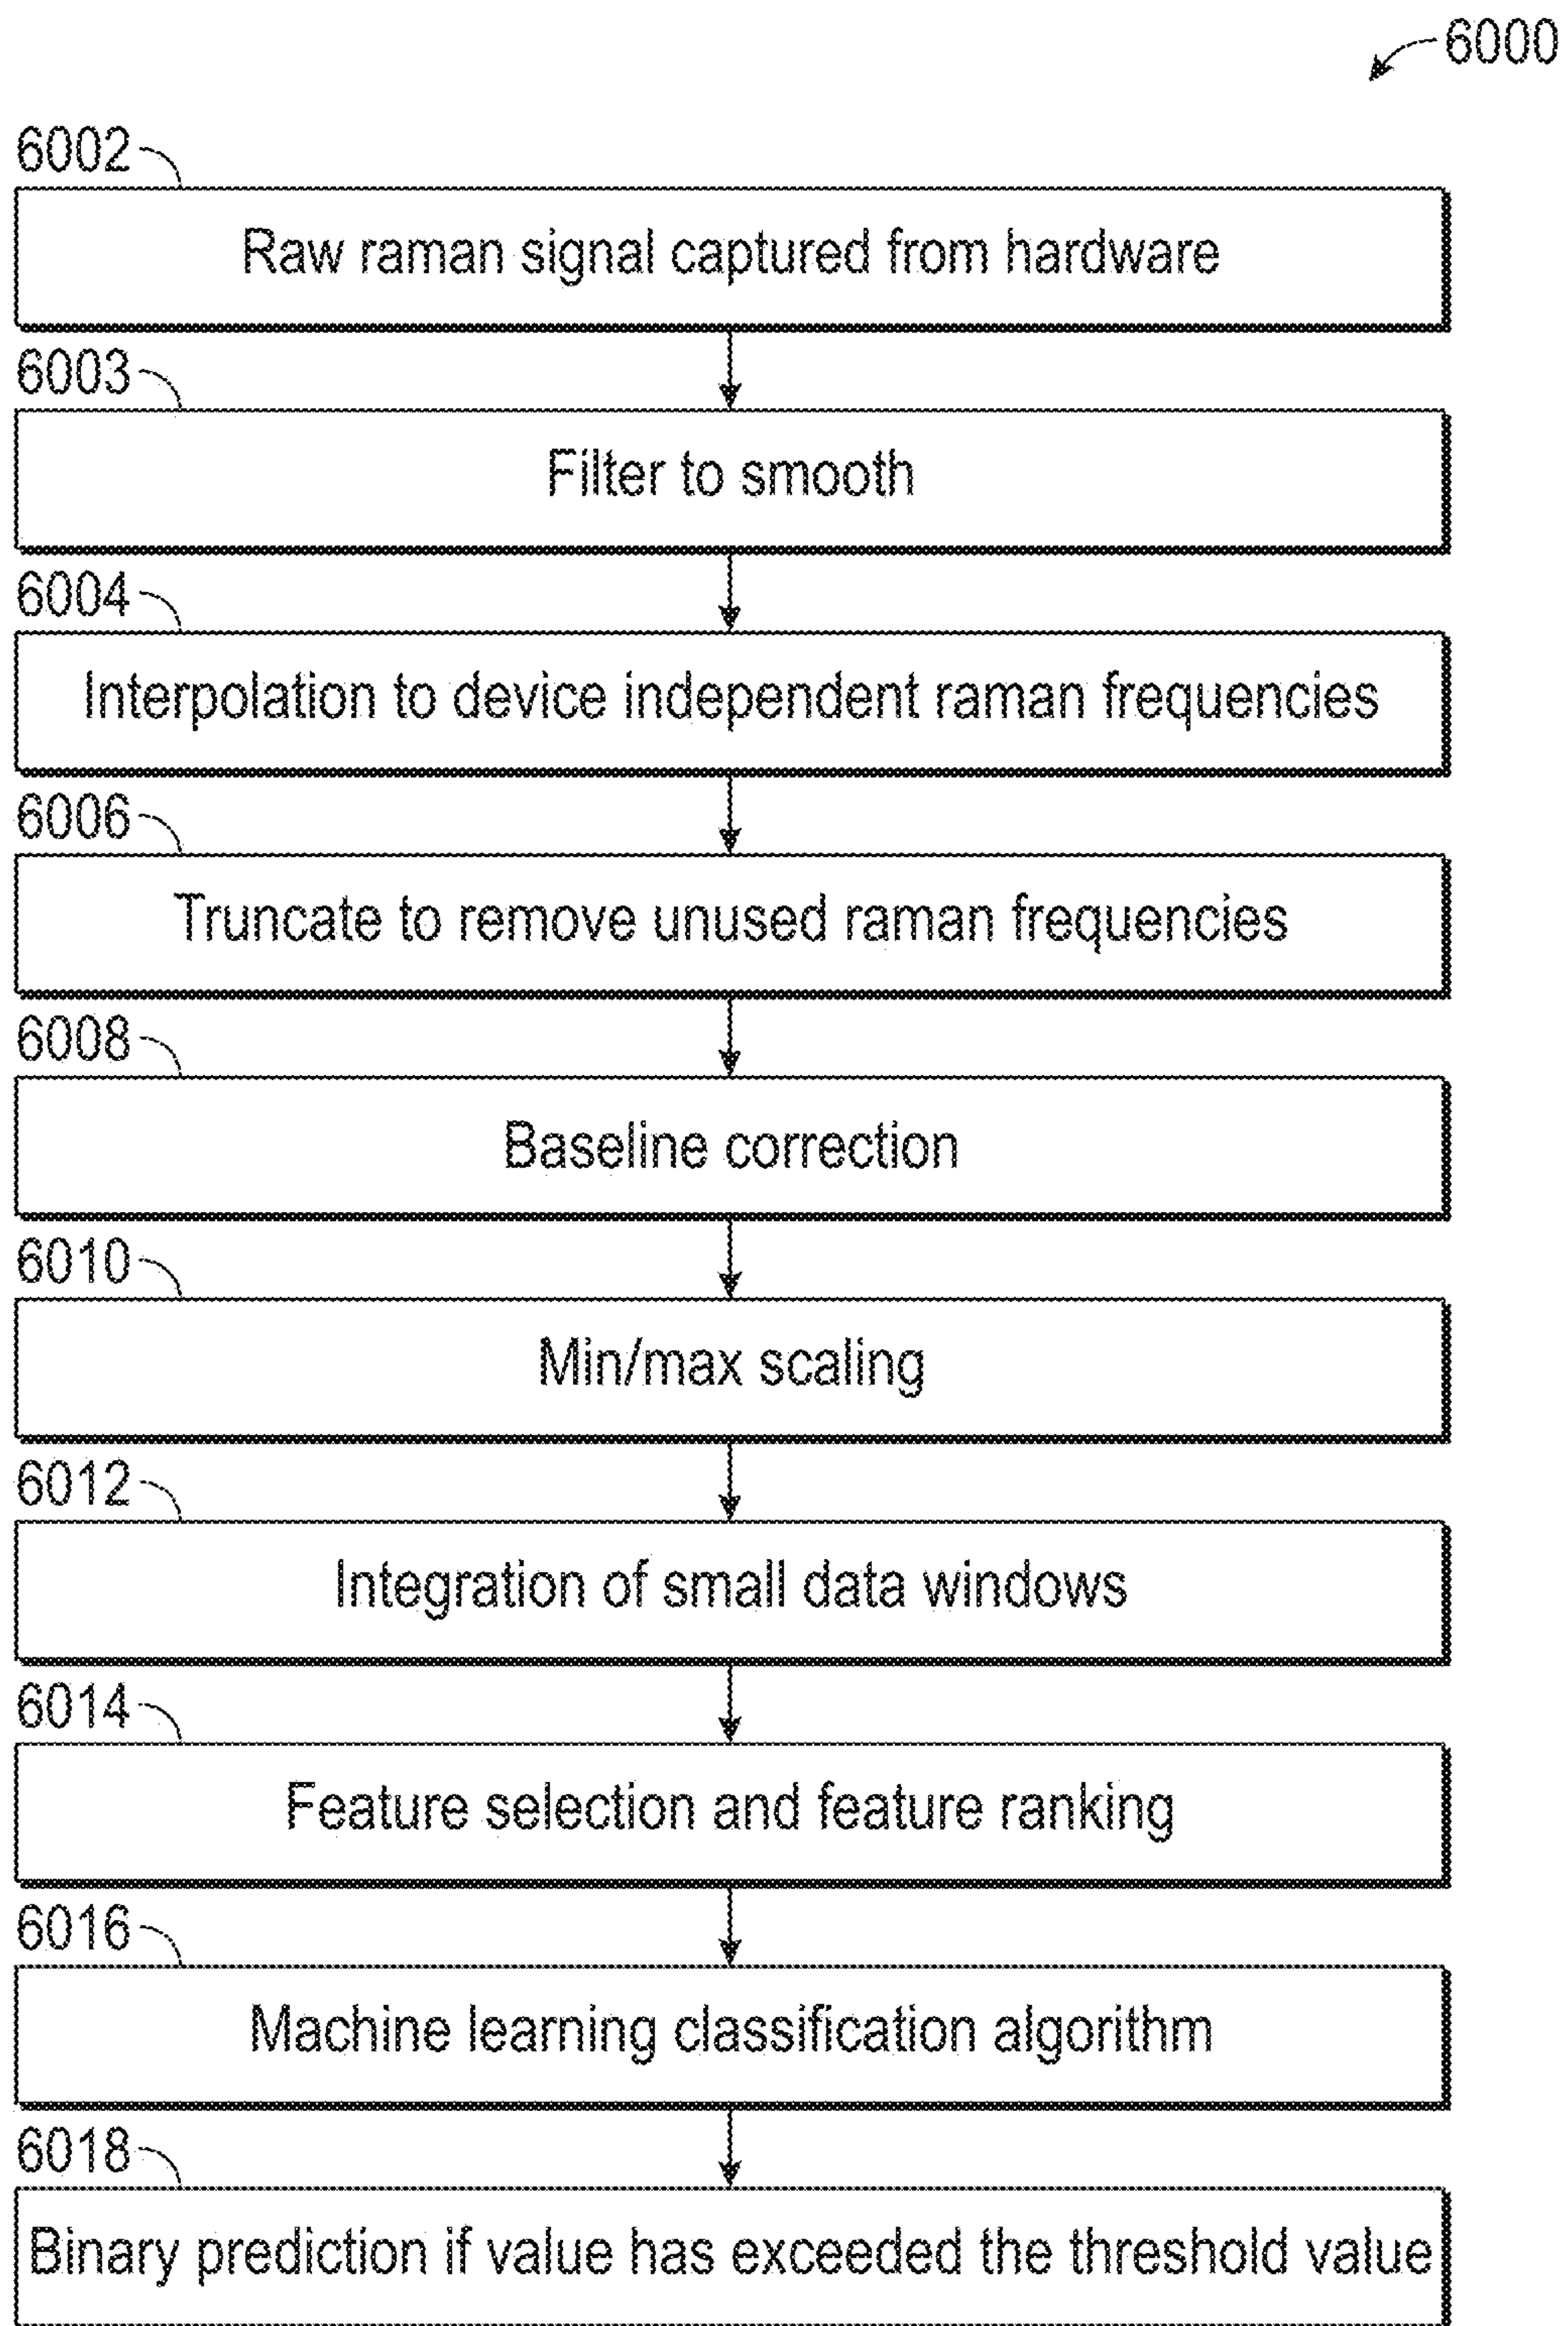 6000
6002
Raw raman signal captured from hardware
6003
Filter to smooth
6004
Interpolation to device independent raman frequencies
6006
Truncate to remove unused raman frequencies
6008
Baseline correction
6010
Min/max scaling
6012
Integration of small data windows
6014
Feature selection and feature ranking
6016
Machine learning classification algorithm
6018
Binary prediction if value has exceeded the threshold value